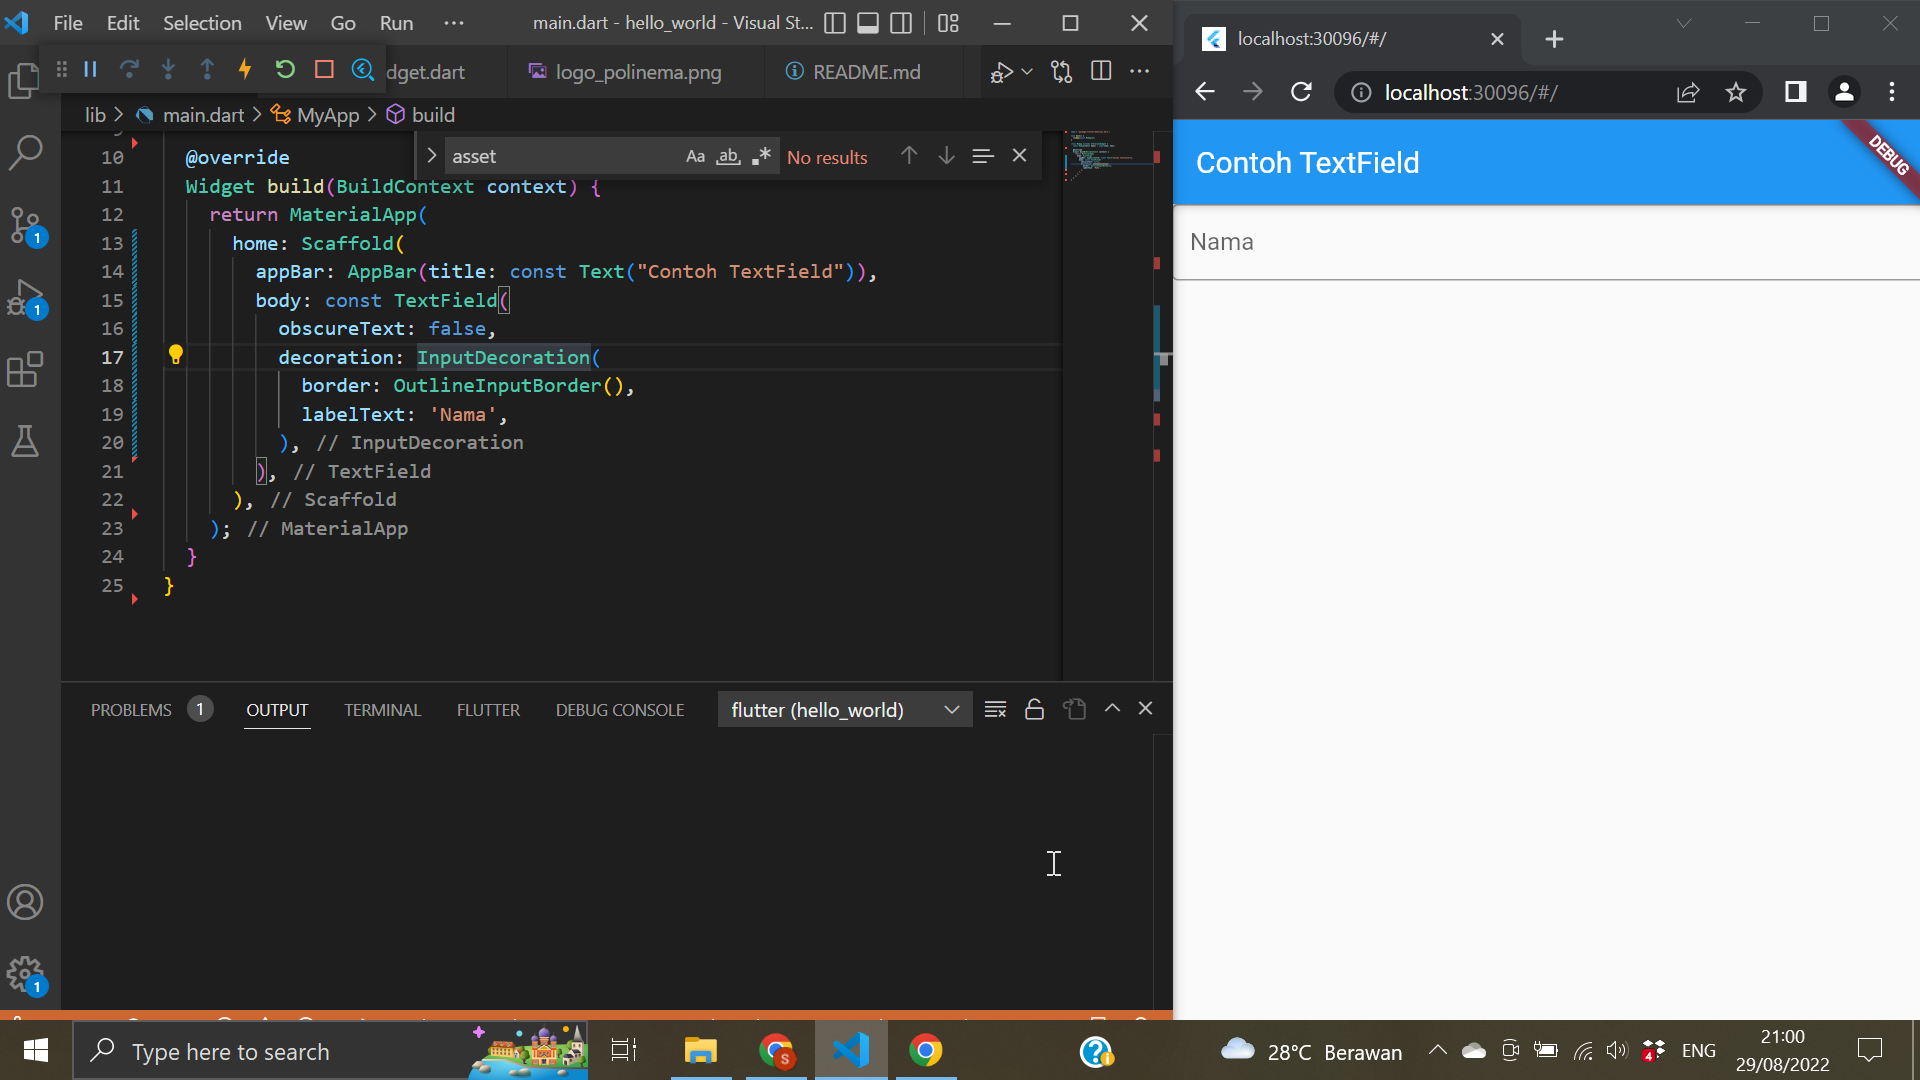 File Edit Selection View Go Run ··· main.dart - hello_world - Visual St...
dget.dart logo_polinema.png README.md
lib > main.dart > MyApp > build
asset Aa ab .* No results
9
10 @override
11 Widget build(BuildContext context) {
12 return MaterialApp(
13 home: Scaffold(
14 appBar: AppBar(title: const Text("Contoh TextField")),
15 body: const TextField(
16 obscureText: false,
17 decoration: InputDecoration(
18 border: OutlineInputBorder(),
19 labelText: 'Nama',
20 ), // InputDecoration
21 ), // TextField
22 ), // Scaffold
23 ); // MaterialApp
24 }
25 }
1
1
1
PROBLEMS 1 OUTPUT TERMINAL FLUTTER DEBUG CONSOLE flutter (hello_world)
localhost:30096/#/
localhost:30096/#/
Contoh TextField
DEBUG
Nama
Type here to search
S
28°C Berawan
4
ENG
21:00
29/08/2022